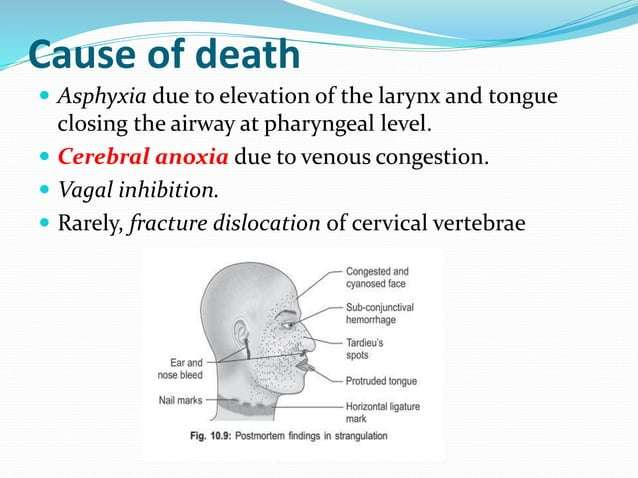 Cause of death
Asphyxia due to elevation of the larynx and tongue
closing the airway at pharyngeal level.
Cerebral anoxia due to venous congestion.
Vagal inhibition.
Rarely, fracture dislocation of cervical vertebrae
Congested and
cyanosed face
Sub-conjunctival
hemorrhage
Tardieu's
spots
Ear and
nose bleed
Protruded tongue
Nail marks
Horizontal ligature
mark
Fig. 10.9: Postmortem findings in strangulation